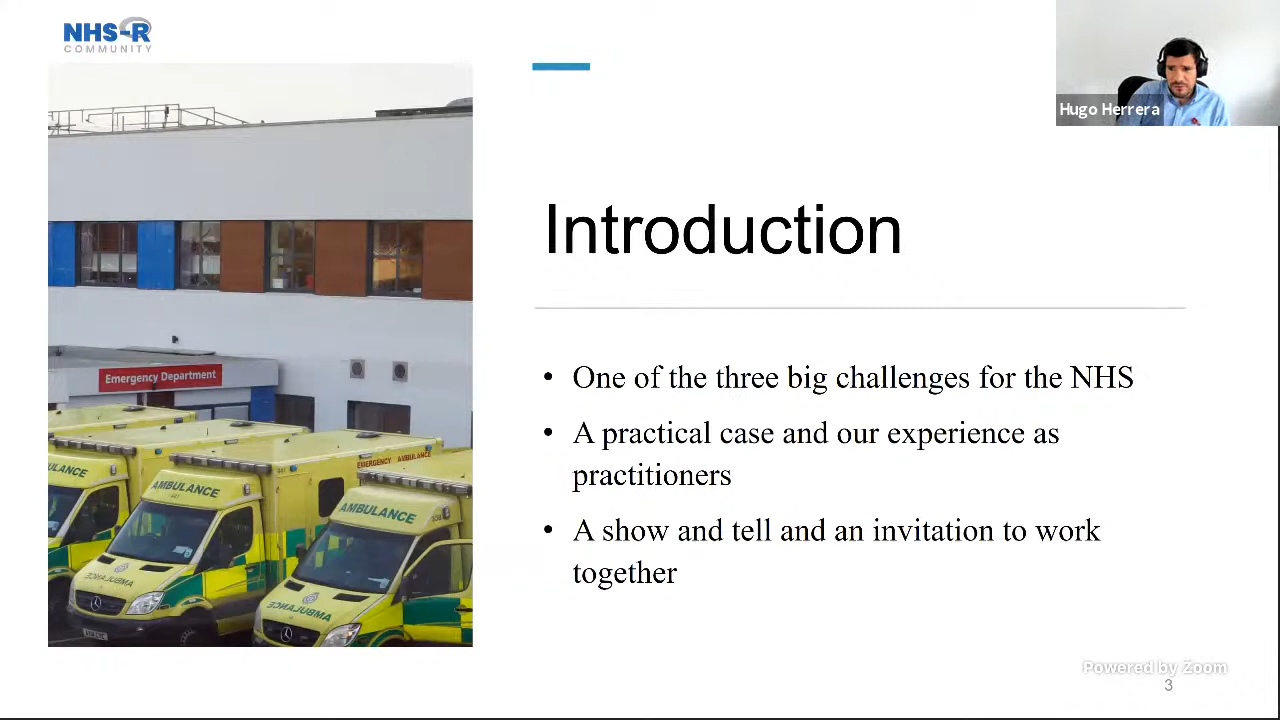 NHS-R
COMMUNITY
Hugo Herrera
Introduction
• One of the three big challenges for the NHS
• A practical case and our experience as
practitioners
• A show and tell and an invitation to work
together
Emergency Department
EMERGENCY AMBULANCE
AMBULANCE
AMBULANCE
AMBULANCE
AMBULANCE
AMBULANCE
Powered by Zoom
3